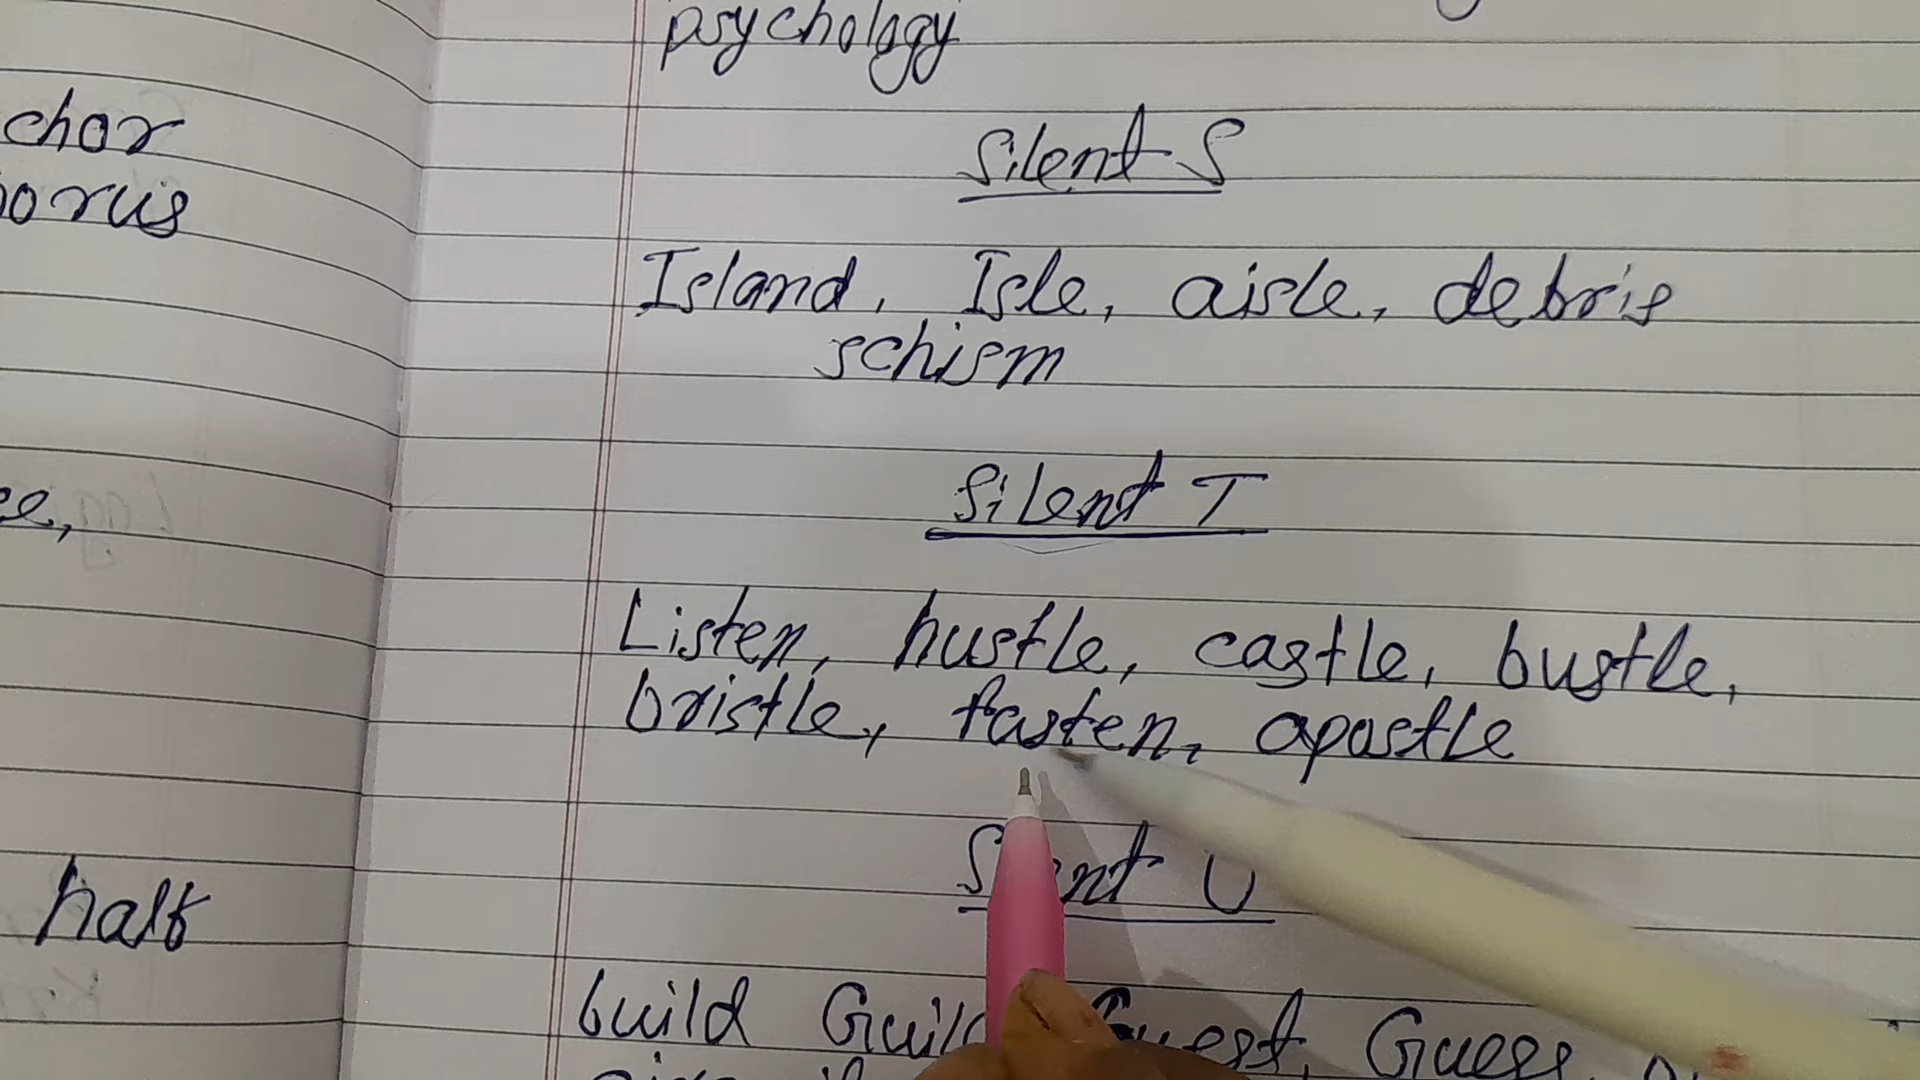 chor
orus
ee,
half
psychology
Silent S
Island, Isle, aisle, debris
schism
Silent T
Listen, hustle, castle, bustle,
bristle, fasten, apostle
Silent U
build Guild Guest, Guess